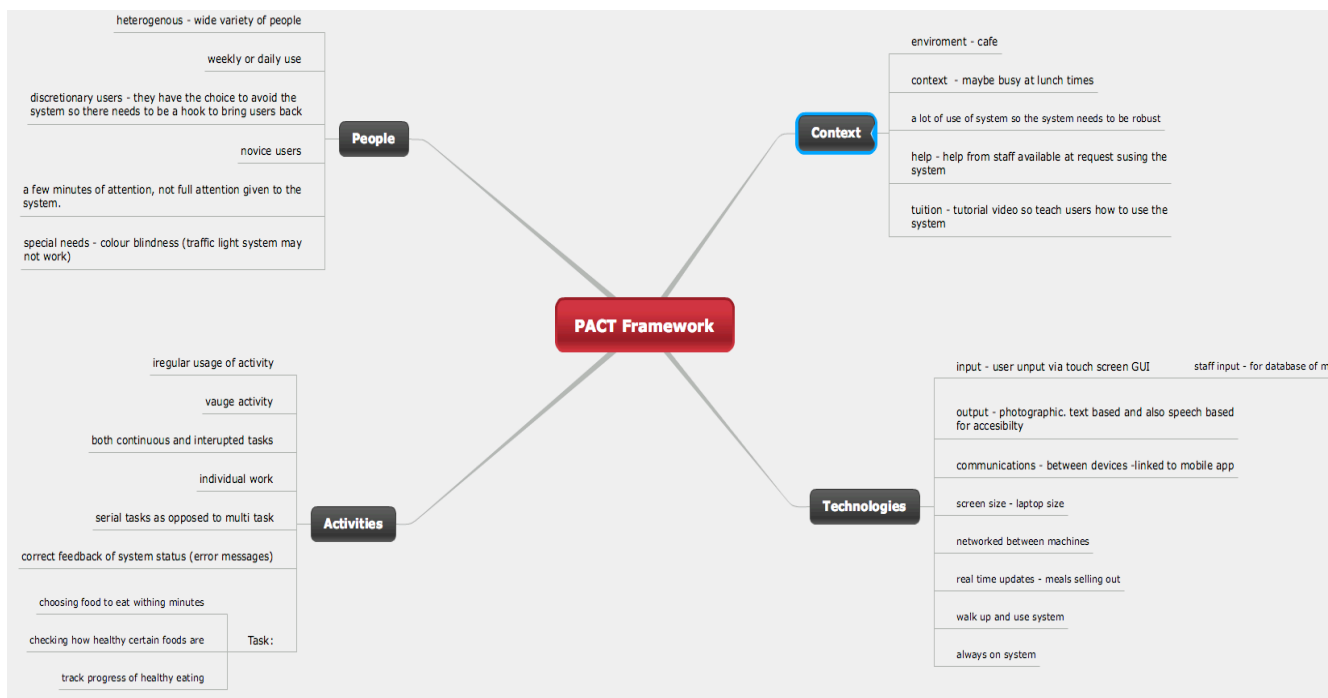 PACT Framework
People
heterogenous - wide variety of people
weekly or daily use
discretionary users - they have the choice to avoid the
system so there needs to be a hook to bring users back
novice users
a few minutes of attention, not full attention given to the
system.
special needs - colour blindness (traffic light system may
not work)
Activities
iregular usage of activity
vauge activity
both continuous and interupted tasks
individual work
serial tasks as opposed to multi task
correct feedback of system status (error messages)
Task:
choosing food to eat withing minutes
checking how healthy certain foods are
track progress of healthy eating
Context
enviroment - cafe
context - maybe busy at lunch times
a lot of use of system so the system needs to be robust
help - help from staff available at request susing the
system
tuition - tutorial video so teach users how to use the
system
Technologies
input - user unput via touch screen GUI
staff input - for database of
output - photographic. text based and also speech based
for accesibilty
communications - between devices -linked to mobile app
screen size - laptop size
networked between machines
real time updates - meals selling out
walk up and use system
always on system